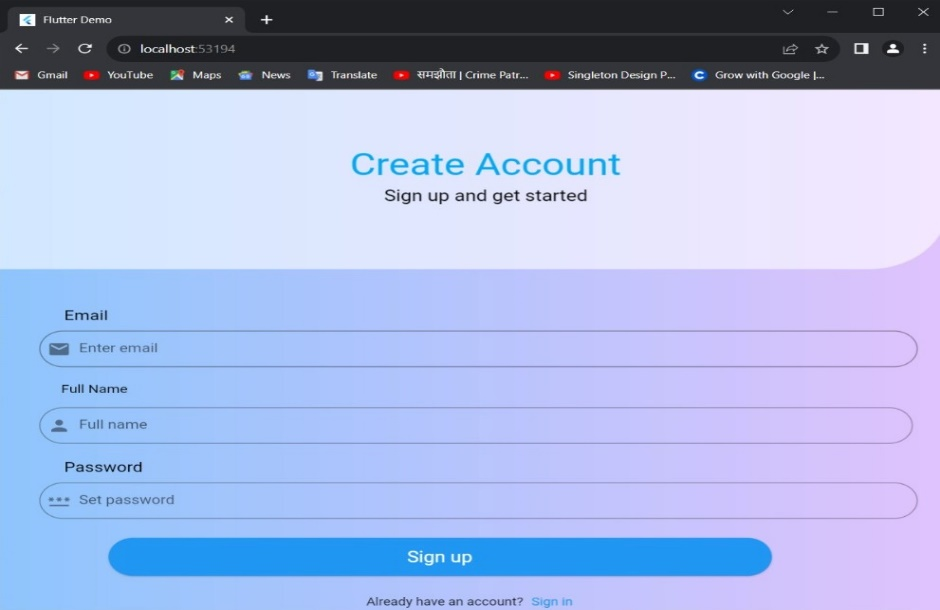 Flutter Demo
localhost:53194
Gmail YouTube Maps News Translate समझौता | Crime Patr... Singleton Design P... Grow with Google |...
Create Account
Sign up and get started
Email
Enter email
Full Name
Full name
Password
Set password
Sign up
Already have an account? Sign in